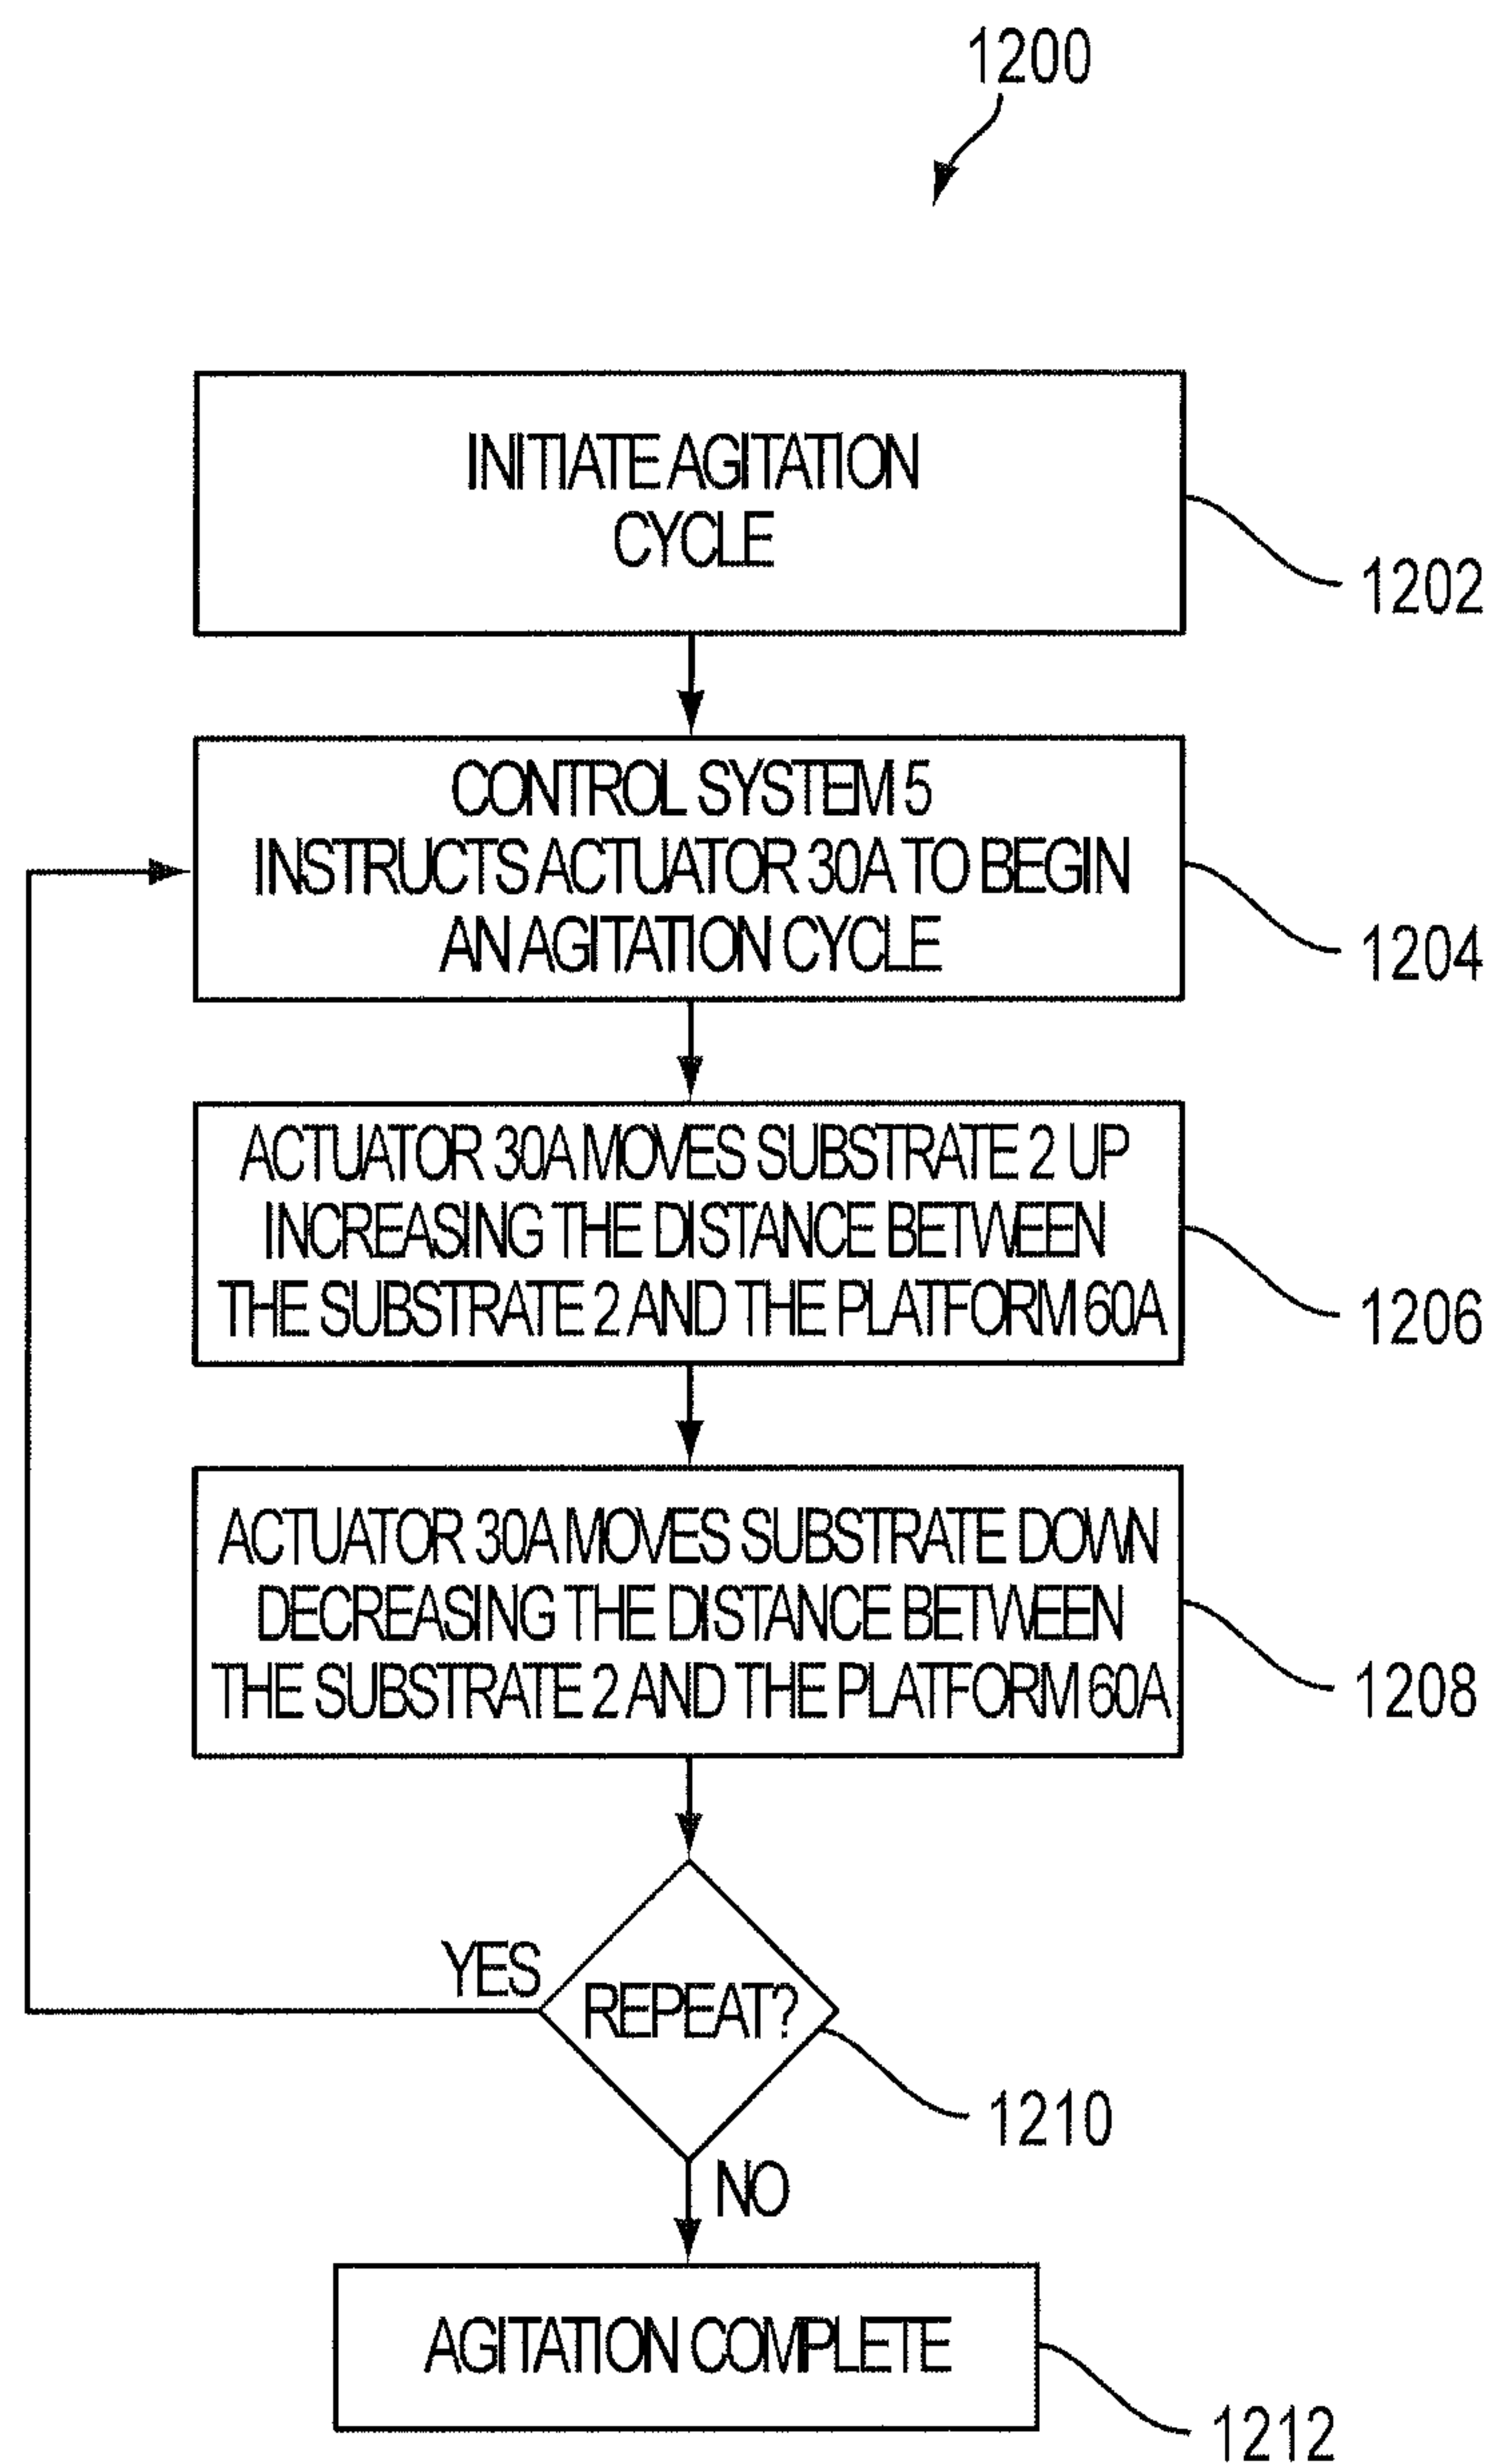 1200
INITIATE AGITATION
CYCLE
1202
CONTROL SYSTEM 5
INSTRUCTS ACTUATOR 30A TO BEGIN
AN AGITATION CYCLE
1204
ACTUATOR 30A MOVES SUBSTRATE 2 UP
INCREASING THE DISTANCE BETWEEN
THE SUBSTRATE 2 AND THE PLATFORM 60A
1206
ACTUATOR 30A MOVES SUBSTRATE DOWN
DECREASING THE DISTANCE BETWEEN
THE SUBSTRATE 2 AND THE PLATFORM 60A
1208
YES
REPEAT?
1210
NO
AGITATION COMPLETE
1212